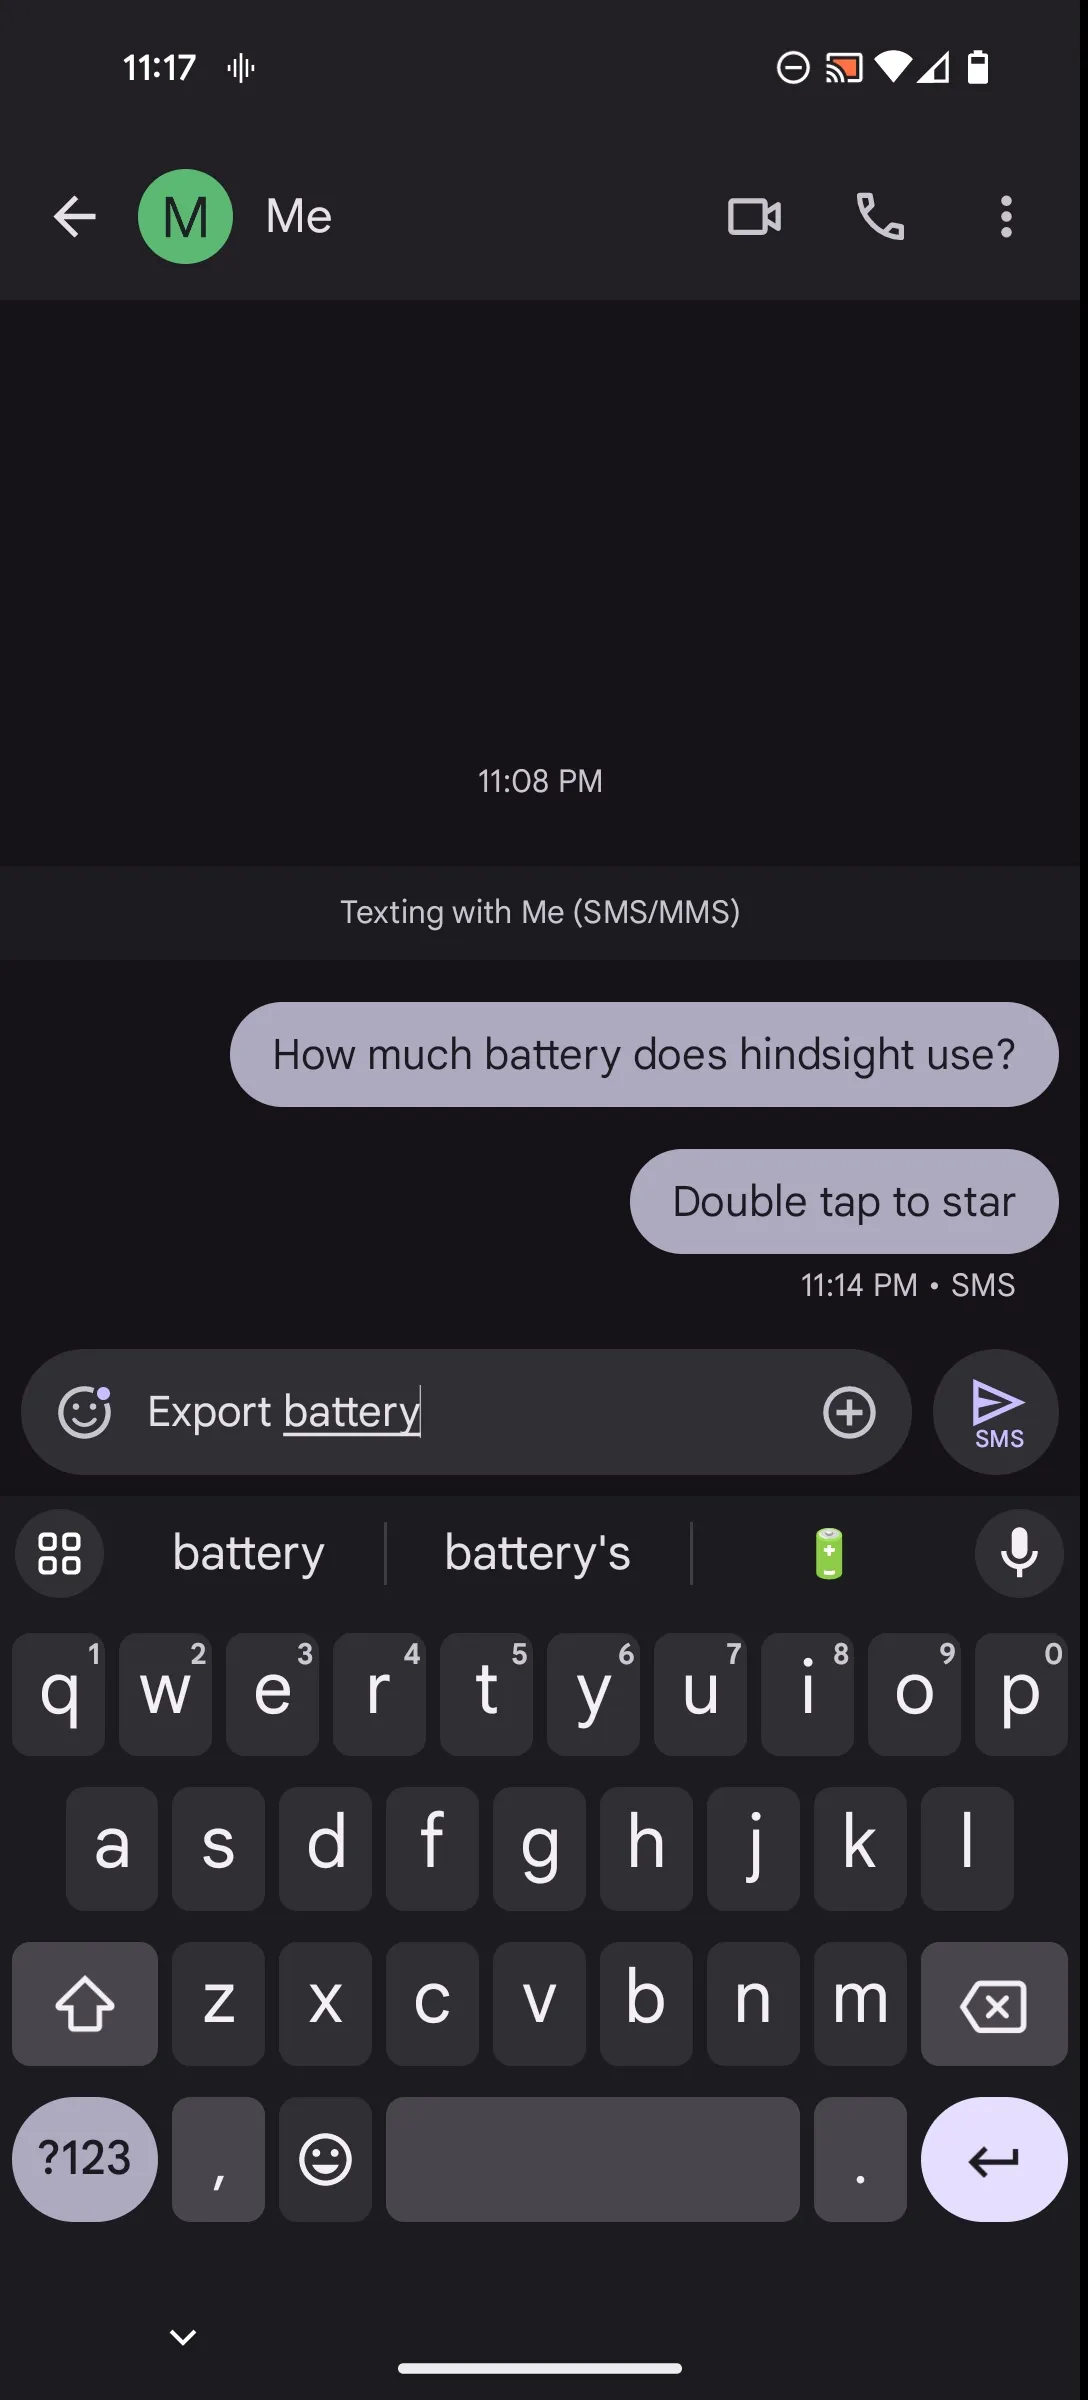 11:17
M Me
11:08 PM
Texting with Me (SMS/MMS)
How much battery does hindsight use?
Double tap to star
11:14 PM • SMS
Export battery
SMS
battery battery's
q1 w2 e3 r4 t5 y6 u7 i8 o9 p0
a s d f g h j k l
z x c v b n m
?123 , .